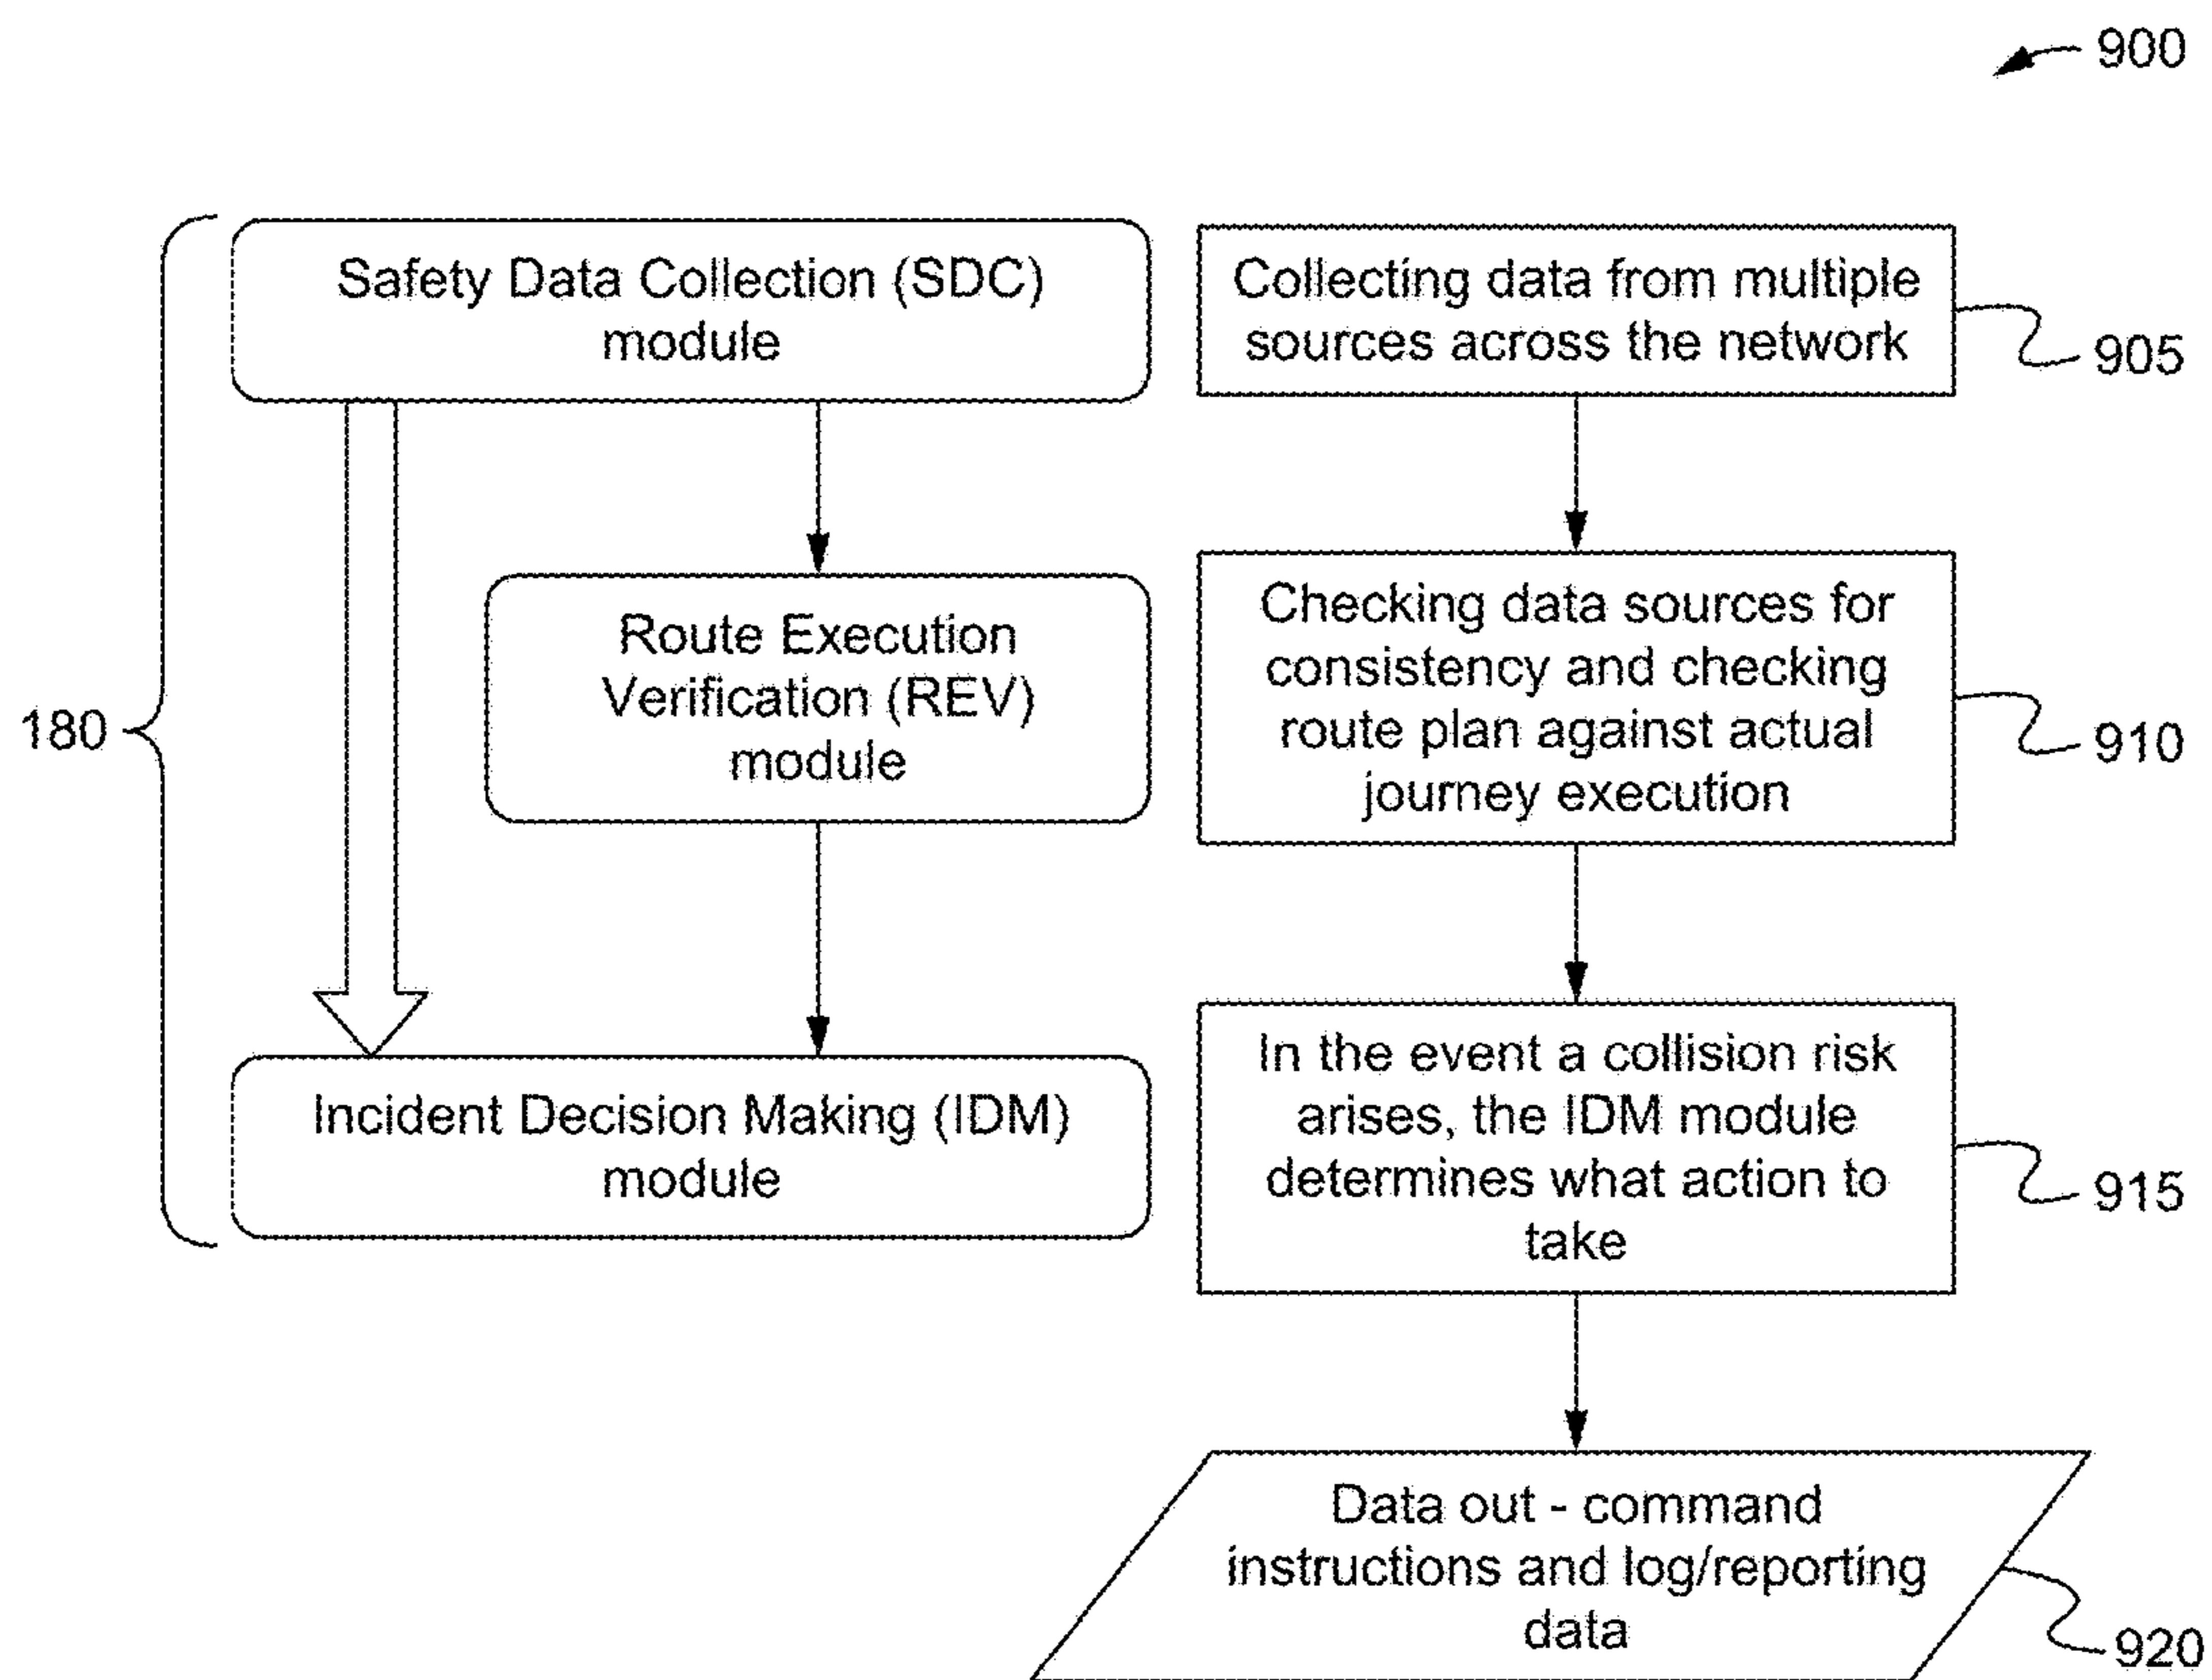 900
Safety Data Collection (SDC)
module
Collecting data from multiple
sources across the network
905
Route Execution
Verification (REV)
module
180
Checking data sources for
consistency and checking
route plan against actual
journey execution
910
Incident Decision Making (IDM)
module
In the event a collision risk
arises, the IDM module
determines what action to
take
915
Data out - command
instructions and log/reporting
data
920